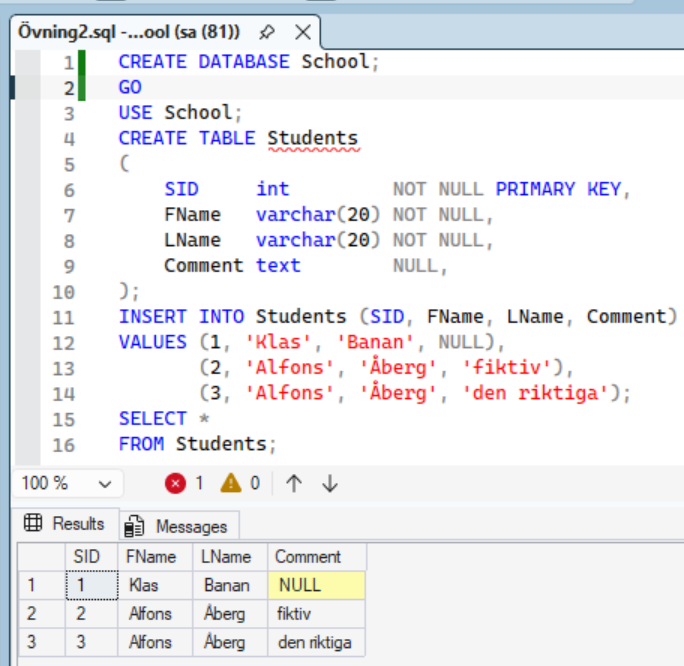 Övning2.sql -...ool (sa (81))
1 CREATE DATABASE School;
2 GO
3 USE School;
4 CREATE TABLE Students
5 (
6 SID int NOT NULL PRIMARY KEY,
7 FName varchar(20) NOT NULL,
8 LName varchar(20) NOT NULL,
9 Comment text NULL,
10 );
11 INSERT INTO Students (SID, FName, LName, Comment)
12 VALUES (1, 'Klas', 'Banan', NULL),
13 (2, 'Alfons', 'Åberg', 'fiktiv'),
14 (3, 'Alfons', 'Åberg', 'den riktiga');
15 SELECT *
16 FROM Students;
100 % 1 0
Results Messages
SID FName LName Comment
1 1 Klas Banan NULL
2 2 Alfons Åberg fiktiv
3 3 Alfons Åberg den riktiga